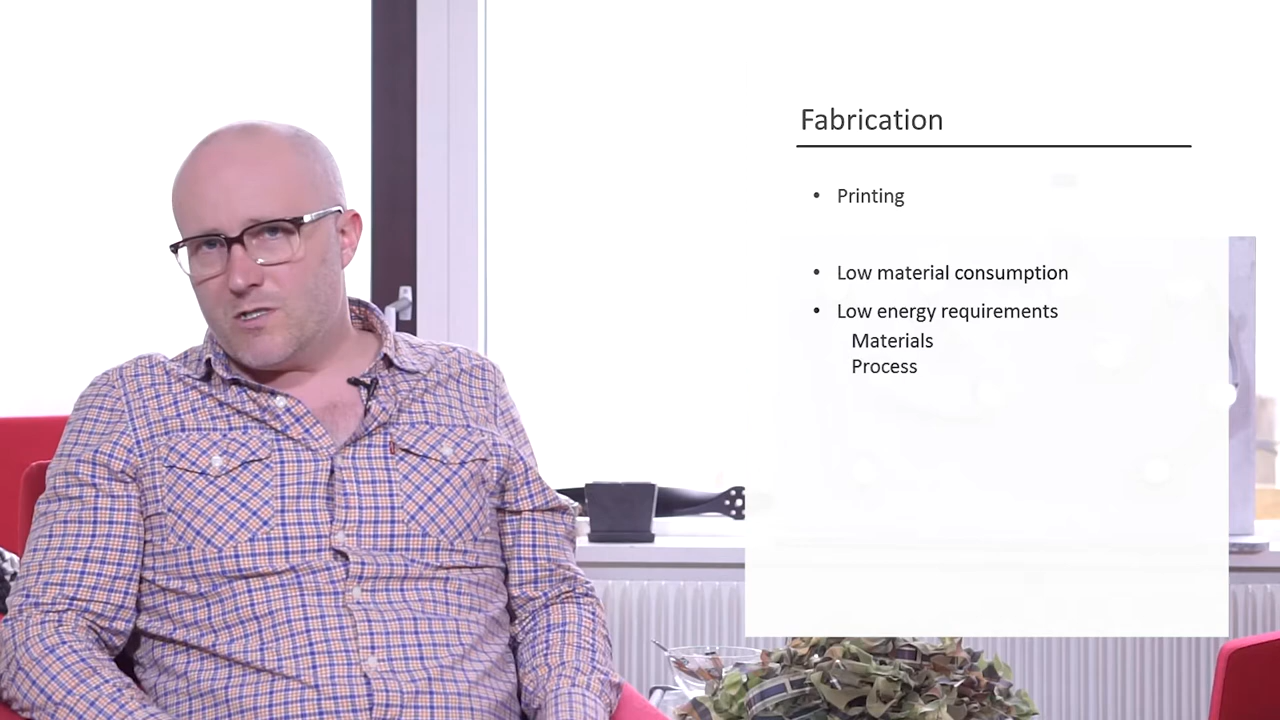 Fabrication
• Printing
• Low material consumption
• Low energy requirements
Materials
Process